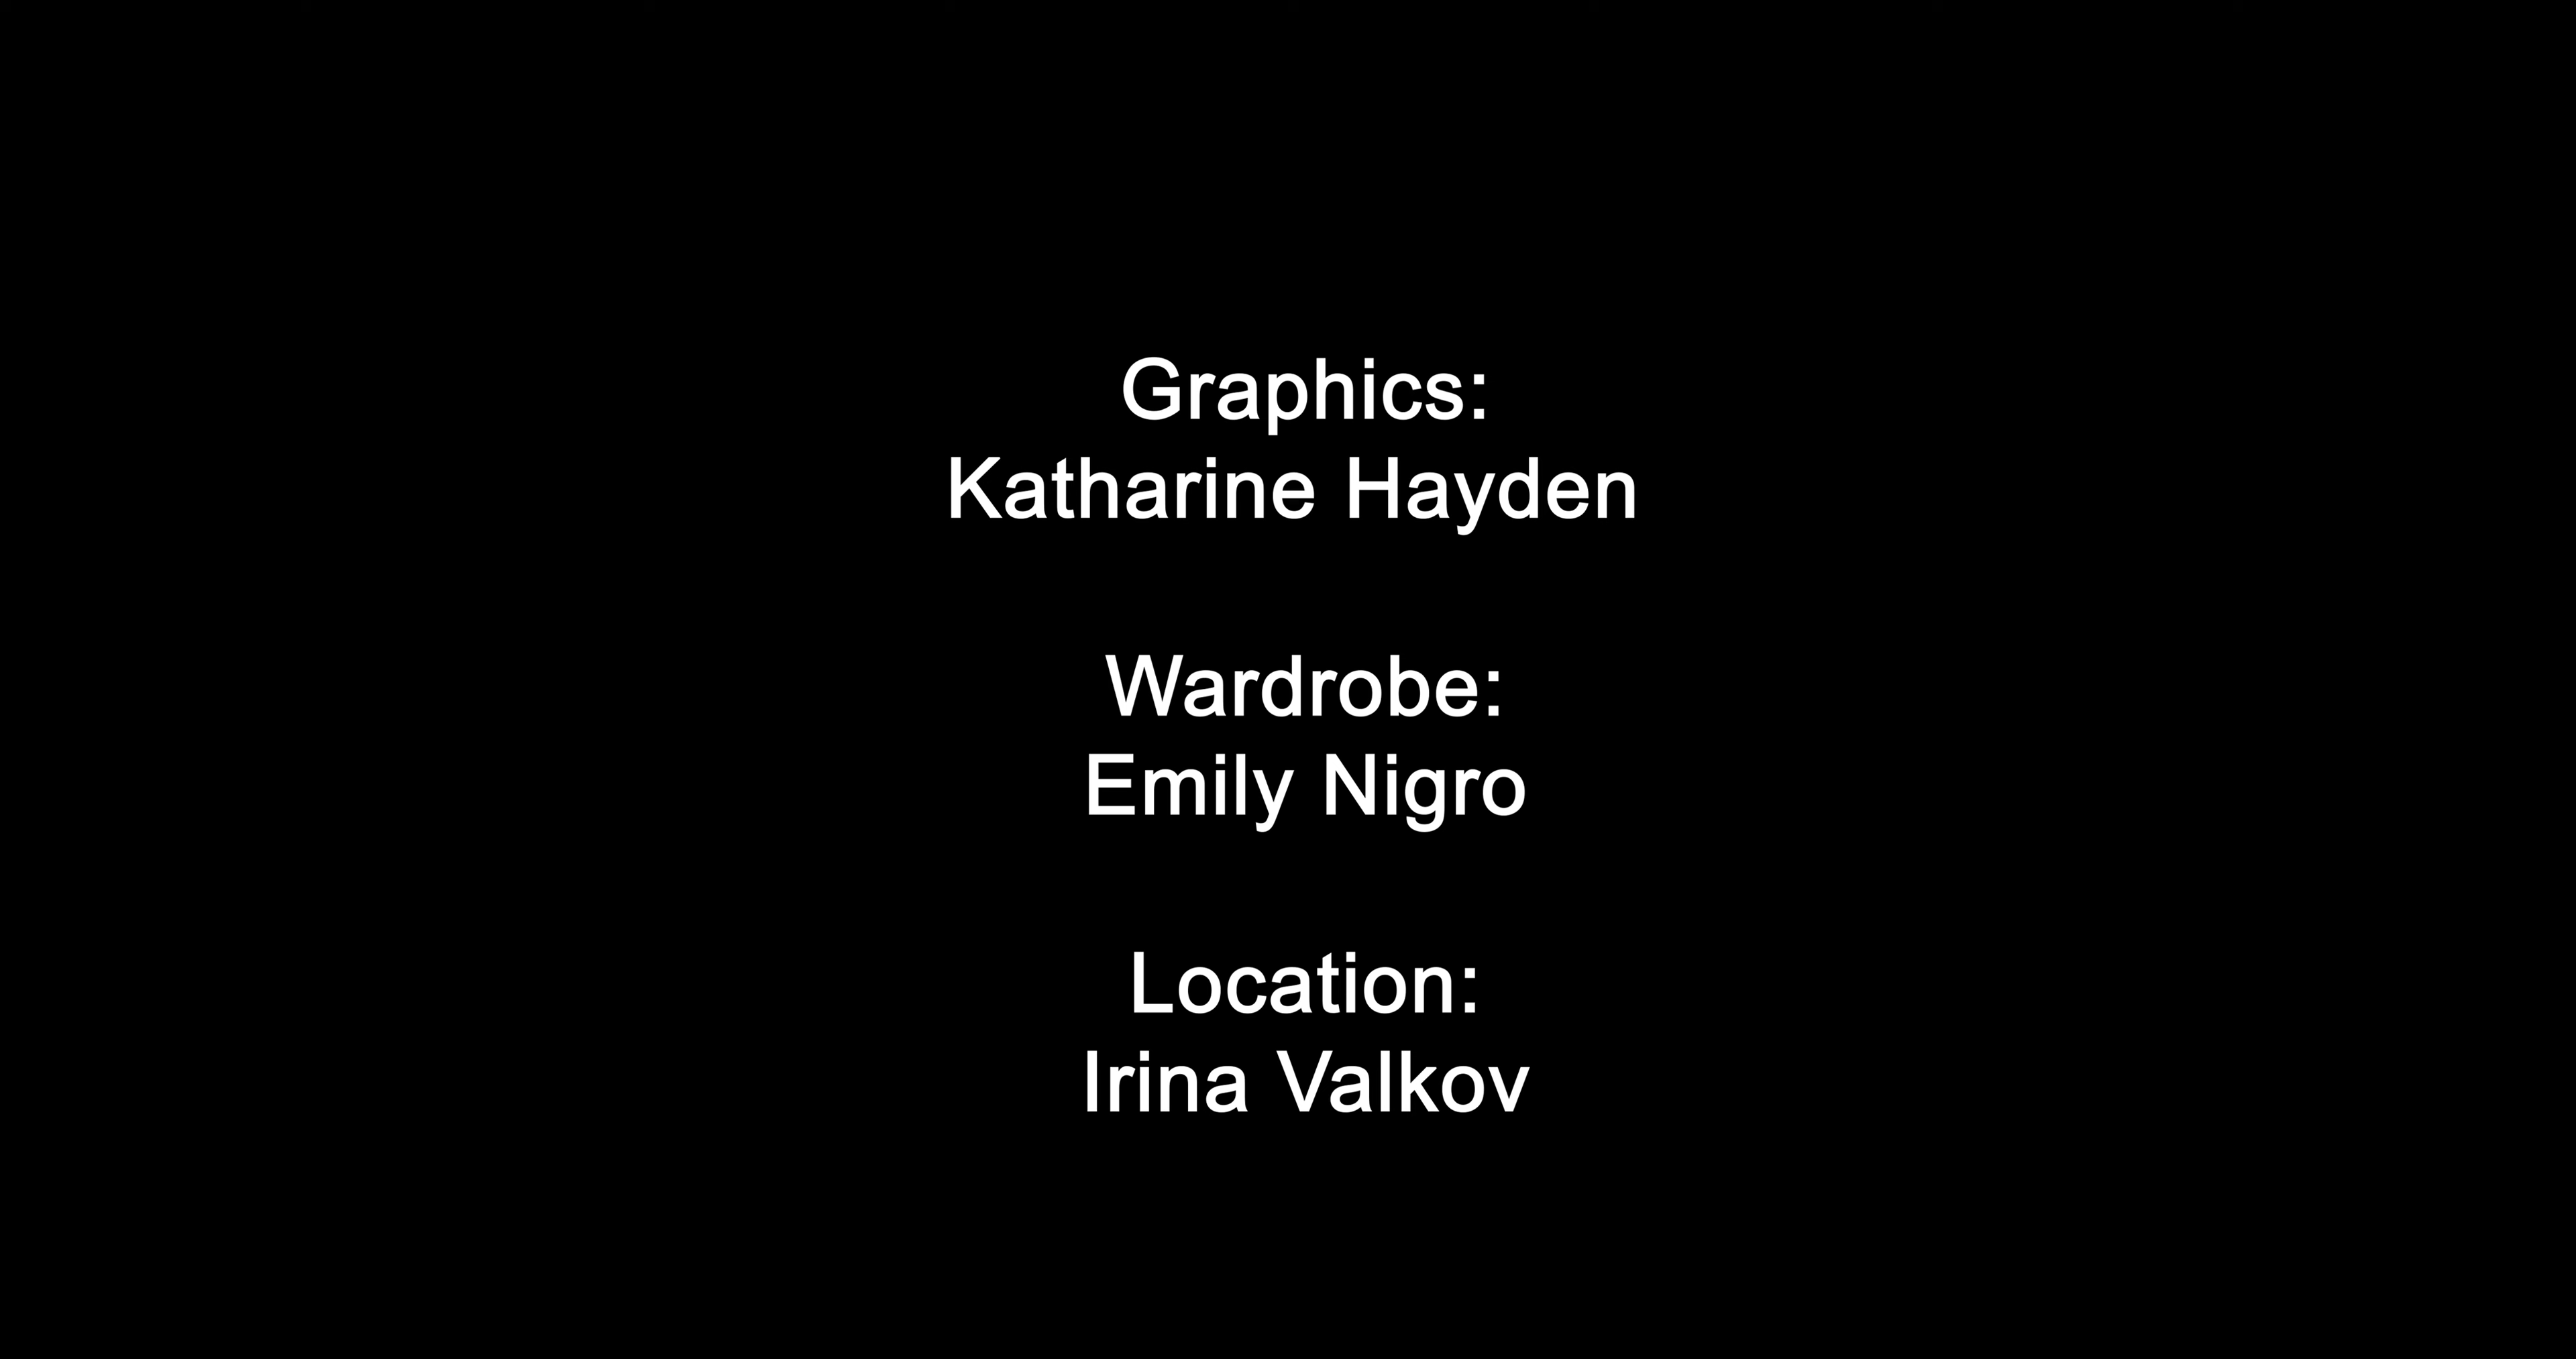 Graphics:
Katharine Hayden
Wardrobe:
Emily Nigro
Location:
Irina Valkov